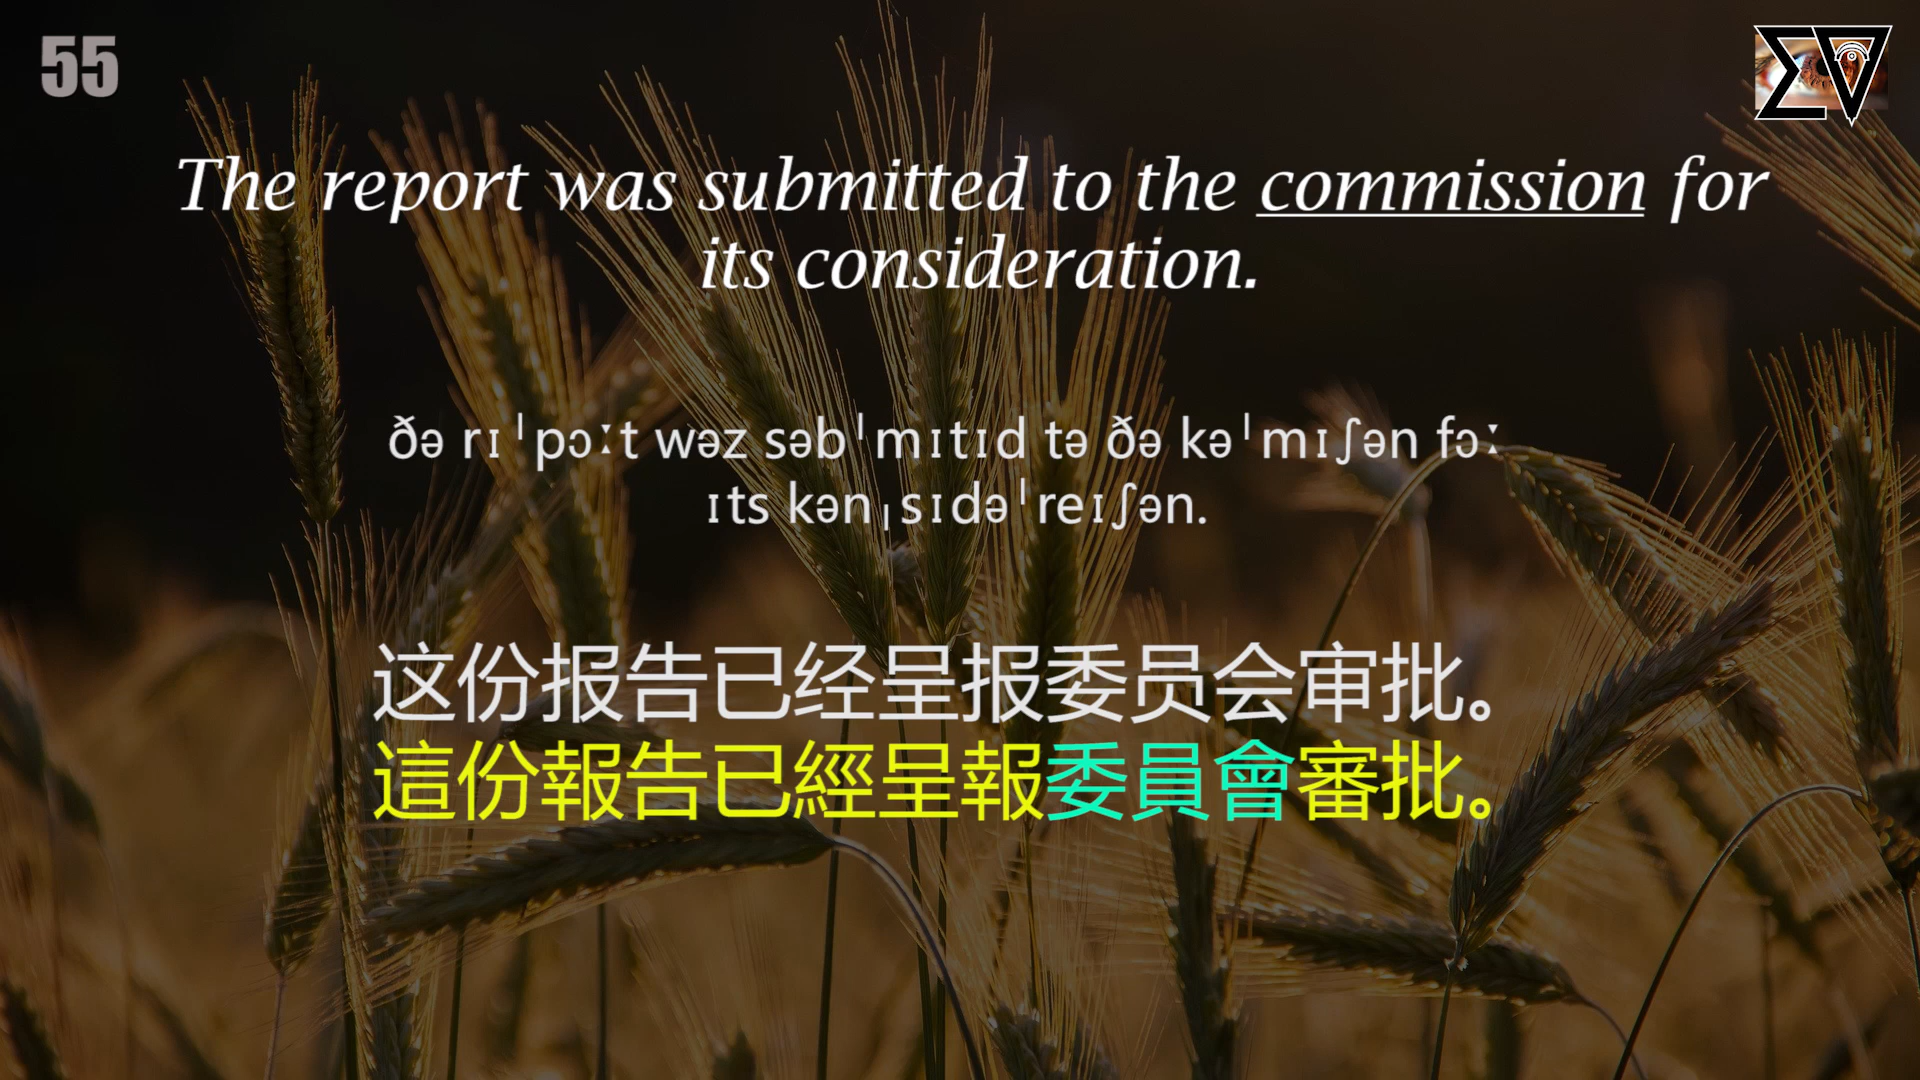 55
The report was submitted to the commission for
its consideration.
ðə rɪˈpɔːt wəz səbˈmɪtɪd tə ðə kəˈmɪʃən fɔː
ɪts kənˌsɪdəˈreɪʃən.
这份报告已经呈报委员会审批。
這份報告已經呈報委員會審批。